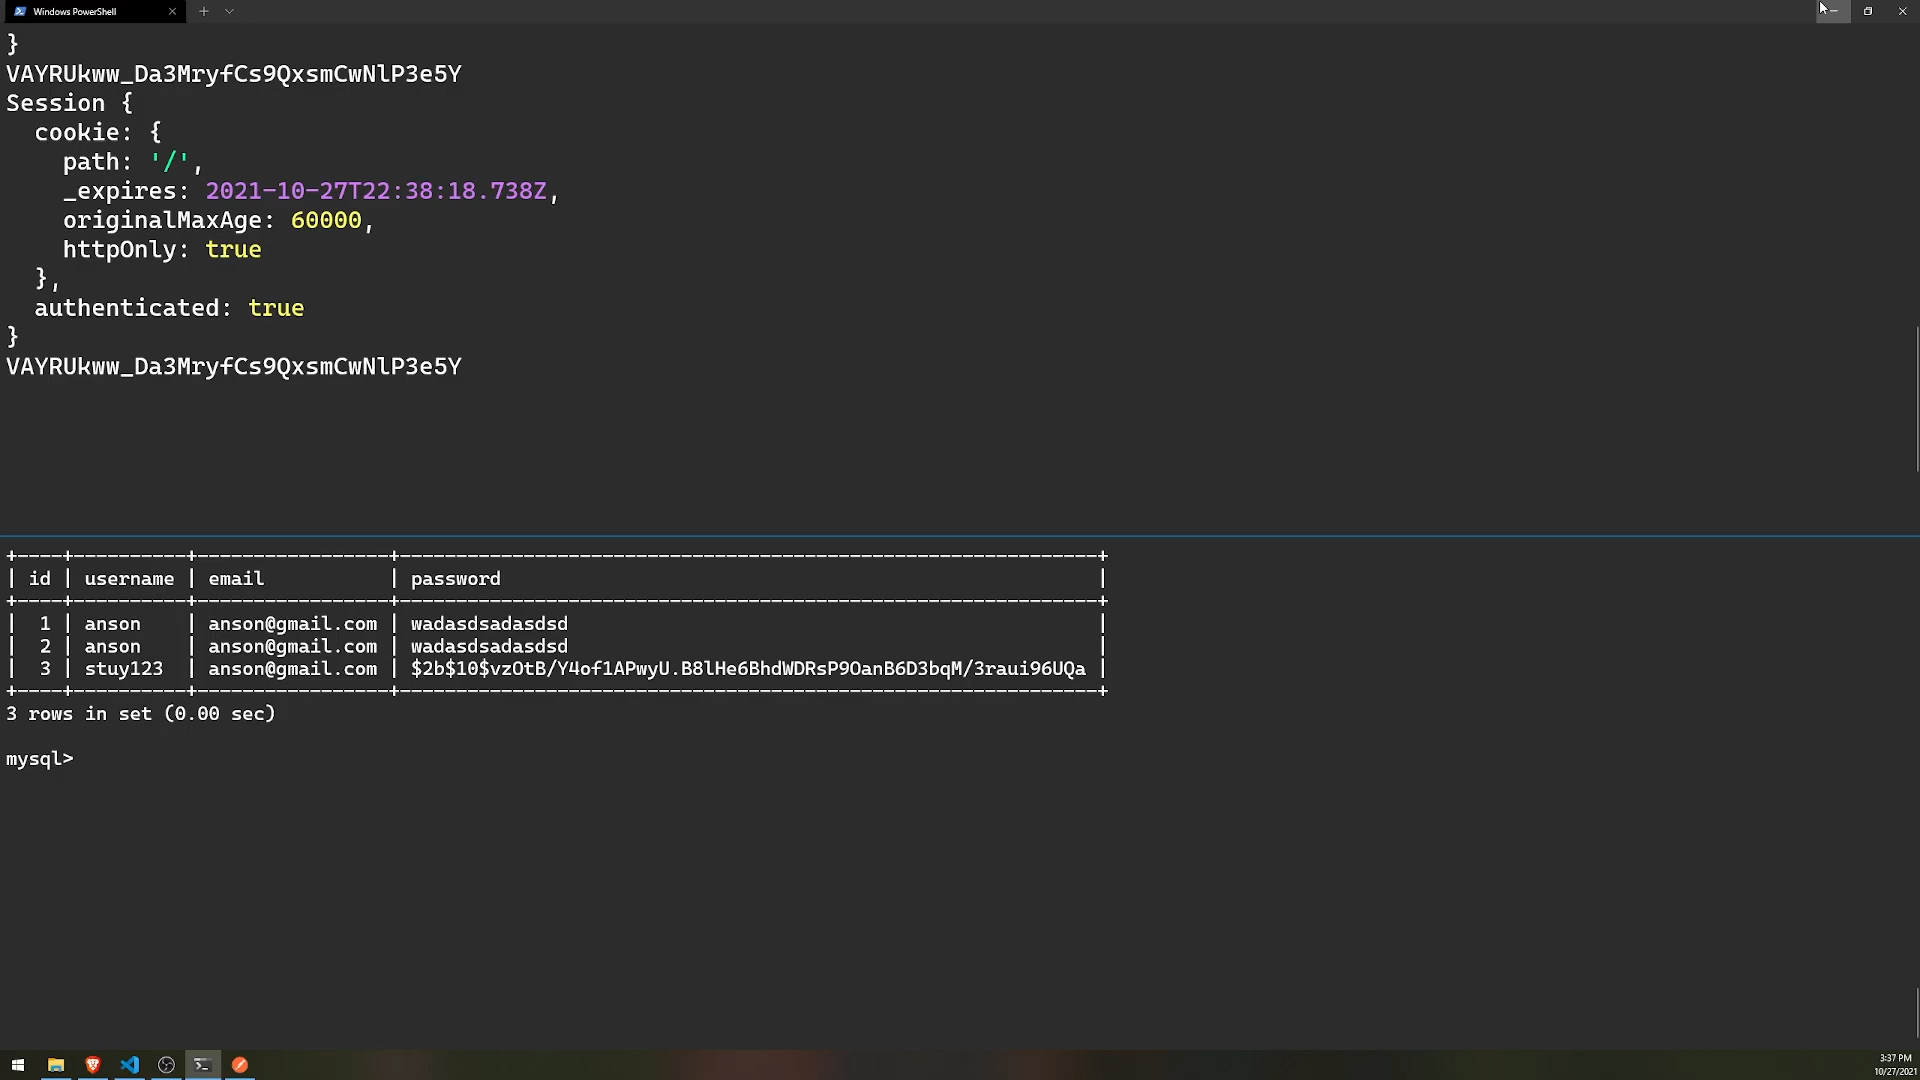 Windows PowerShell
}
VAYRUkww_Da3MryfCs9QxsmCwNlP3e5Y
Session {
  cookie: {
    path: '/',
    _expires: 2021-10-27T22:38:18.738Z,
    originalMaxAge: 60000,
    httpOnly: true
  },
  authenticated: true
}
VAYRUkww_Da3MryfCs9QxsmCwNlP3e5Y
| id | username | email | password |
| 1 | anson | anson@gmail.com | wadasdsadasdsd |
| 2 | anson | anson@gmail.com | wadasdsadasdsd |
| 3 | stuy123 | anson@gmail.com | $2b$10$vzOtB/Y4of1APwyU.B8lHe6BhdWDRsP9OanB6D3bqM/3raui96UQa |
3 rows in set (0.00 sec)
mysql>
3:37 PM
10/27/2021